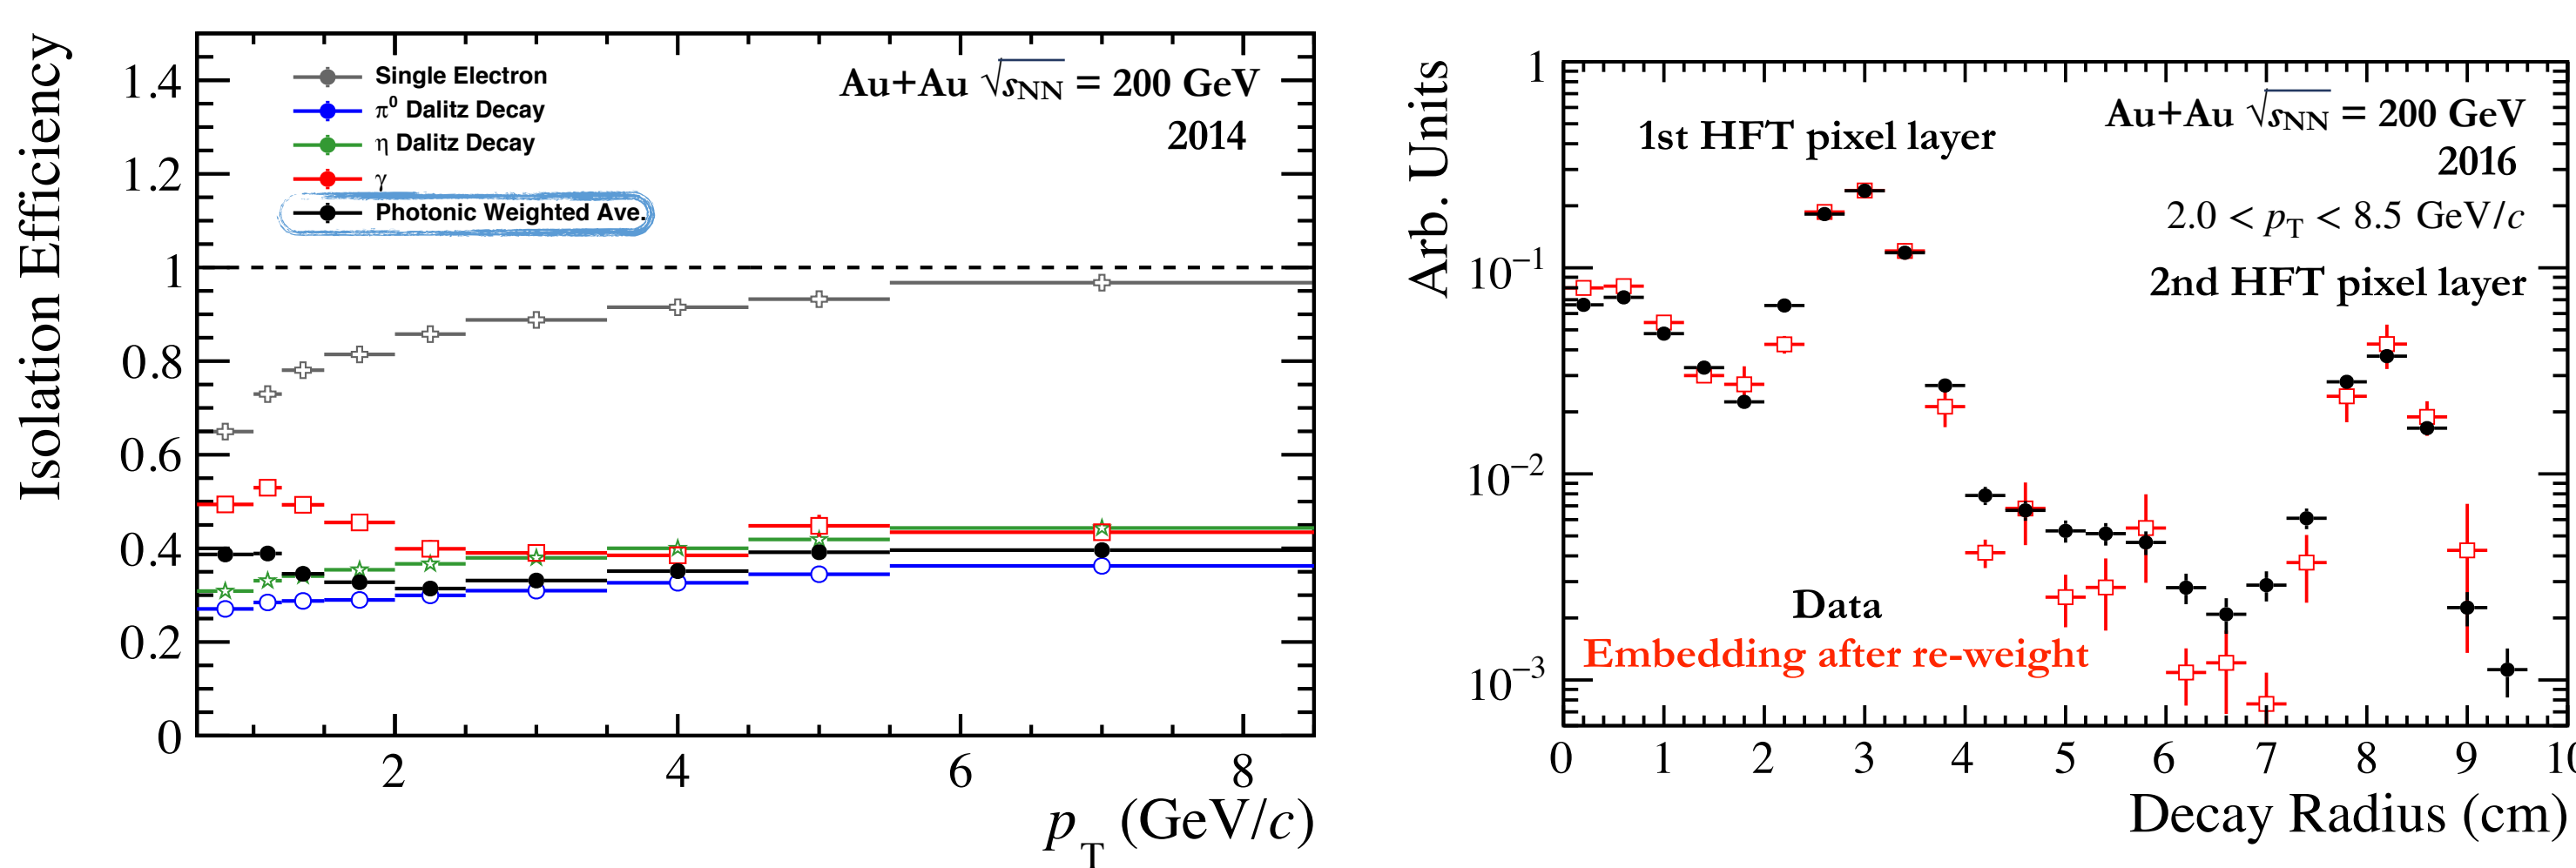 Isolation Efficiency
1.4
1.2
1
0.8
0.6
0.4
0.2
0
Single Electron
π⁰ Dalitz Decay
η Dalitz Decay
γ
Photonic Weighted Ave.
Au+Au √sNN = 200 GeV
2014
2 4 6 8
pT (GeV/c)
Arb. Units
1
10⁻¹
10⁻²
10⁻³
1st HFT pixel layer
Au+Au √sNN = 200 GeV
2016
2.0 < pT < 8.5 GeV/c
2nd HFT pixel layer
Data
Embedding after re-weight
0 1 2 3 4 5 6 7 8 9 10
Decay Radius (cm)